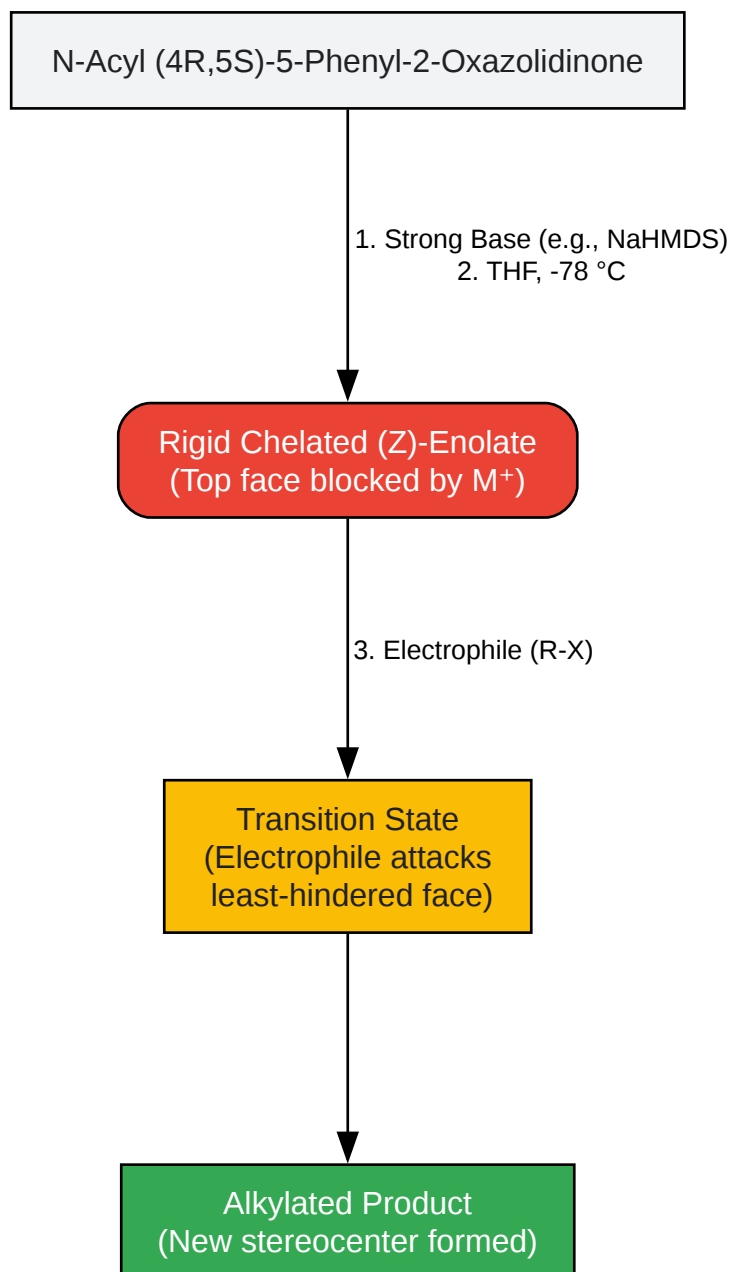 N-Acyl (4R,5S)-5-Phenyl-2-Oxazolidinone
1. Strong Base (e.g., NaHMDS)
2. THF, -78 °C
Rigid Chelated (Z)-Enolate
(Top face blocked by M⁺)
3. Electrophile (R-X)
Transition State
(Electrophile attacks
least-hindered face)
Alkylated Product
(New stereocenter formed)